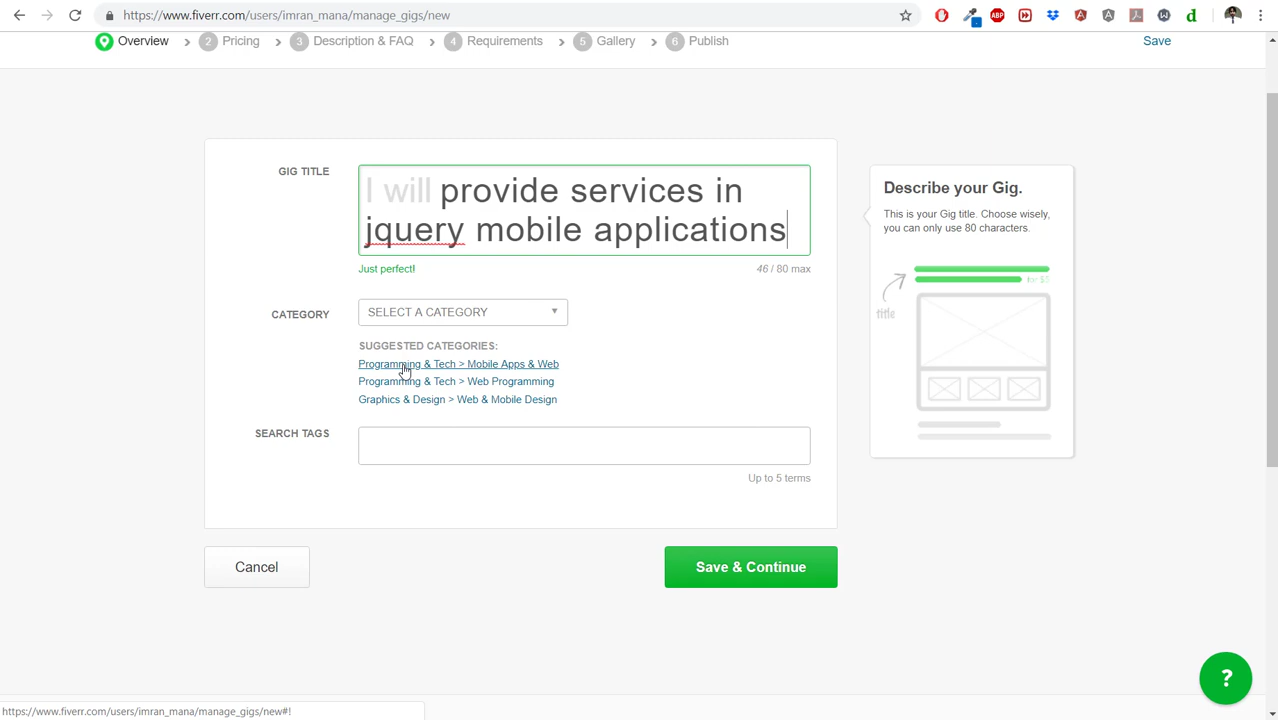 https://www.fiverr.com/users/imran_mana/manage_gigs/new
Overview > 2 Pricing > 3 Description & FAQ > 4 Requirements > 5 Gallery > 6 Publish
Save
GIG TITLE
I will provide services in
jquery mobile applications
Just perfect!
46 / 80 max
CATEGORY
SELECT A CATEGORY
SUGGESTED CATEGORIES:
Programming & Tech > Mobile Apps & Web
Programming & Tech > Web Programming
Graphics & Design > Web & Mobile Design
SEARCH TAGS
Up to 5 terms
Cancel
Save & Continue
Describe your Gig.
This is your Gig title. Choose wisely,
you can only use 80 characters.
title
?
https://www.fiverr.com/users/imran_mana/manage_gigs/new#!